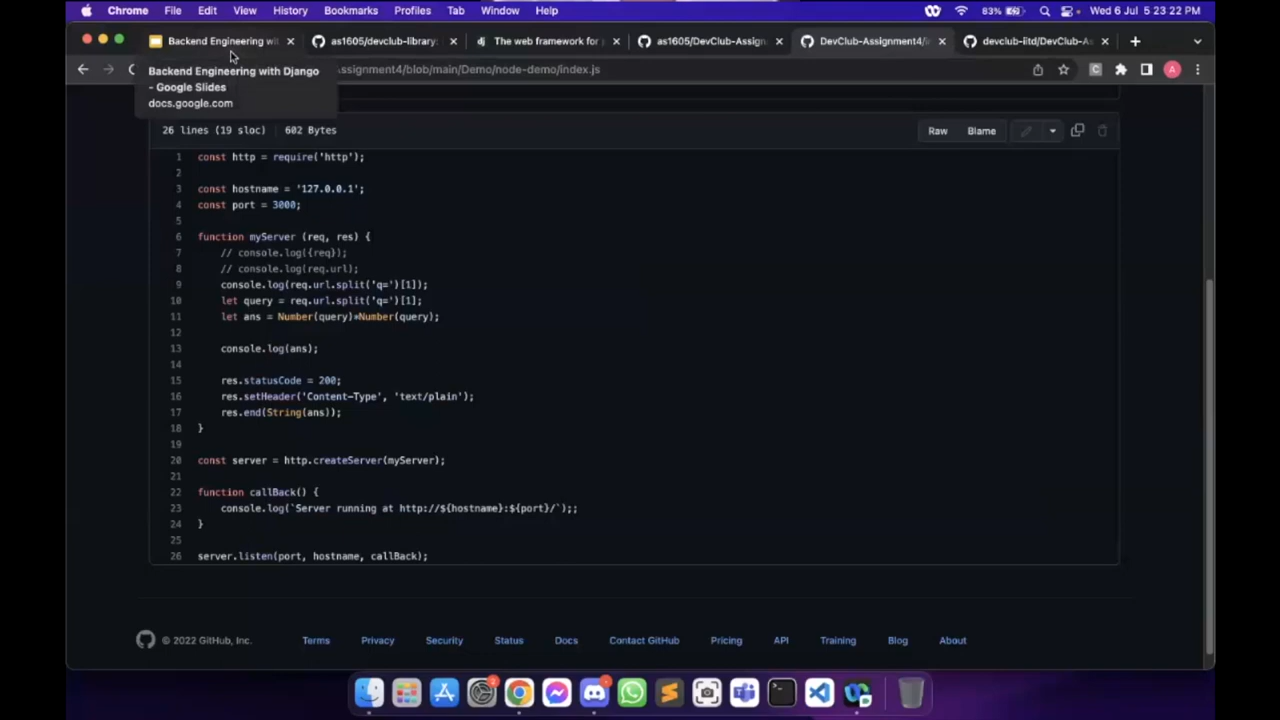 Chrome File Edit View History Bookmarks Profiles Tab Window Help 83% Wed 6 Jul 5 23 22 PM
Backend Engineering wit as1605/devclub-library: dj The web framework for p as1605/DevClub-Assign DevClub-Assignment4/i devclub-iitd/DevClub-As
Assignment4/blob/main/Demo/node-demo/index.js C A
Backend Engineering with Django
- Google Slides
docs.google.com
26 lines (19 sloc) 602 Bytes Raw Blame
1 const http = require('http');
2
3 const hostname = '127.0.0.1';
4 const port = 3000;
5
6 function myServer (req, res) {
7 // console.log({req});
8 // console.log(req.url);
9 console.log(req.url.split('q=')[1]);
10 let query = req.url.split('q=')[1];
11 let ans = Number(query)*Number(query);
12
13 console.log(ans);
14
15 res.statusCode = 200;
16 res.setHeader('Content-Type', 'text/plain');
17 res.end(String(ans));
18 }
19
20 const server = http.createServer(myServer);
21
22 function callBack() {
23 console.log(`Server running at http://${hostname}:${port}/`);;
24 }
25
26 server.listen(port, hostname, callBack);
© 2022 GitHub, Inc. Terms Privacy Security Status Docs Contact GitHub Pricing API Training Blog About